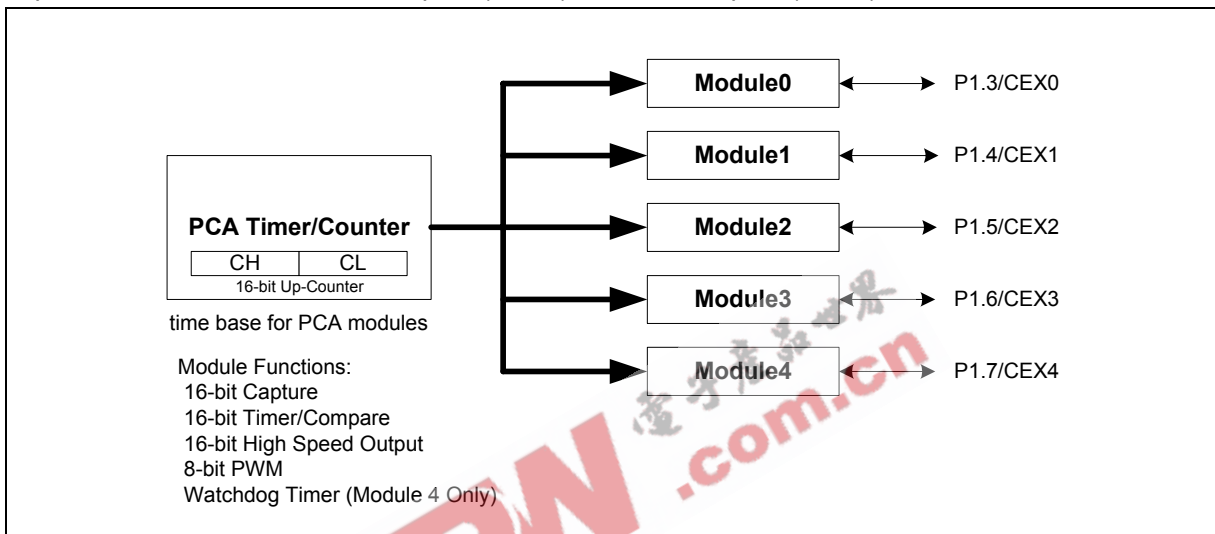 Module0
P1.3/CEX0
Module1
P1.4/CEX1
PCA Timer/Counter
CH
CL
16-bit Up-Counter
time base for PCA modules
Module2
P1.5/CEX2
Module3
P1.6/CEX3
Module4
P1.7/CEX4
Module Functions:
16-bit Capture
16-bit Timer/Compare
16-bit High Speed Output
8-bit PWM
Watchdog Timer (Module 4 Only)
.com.cn